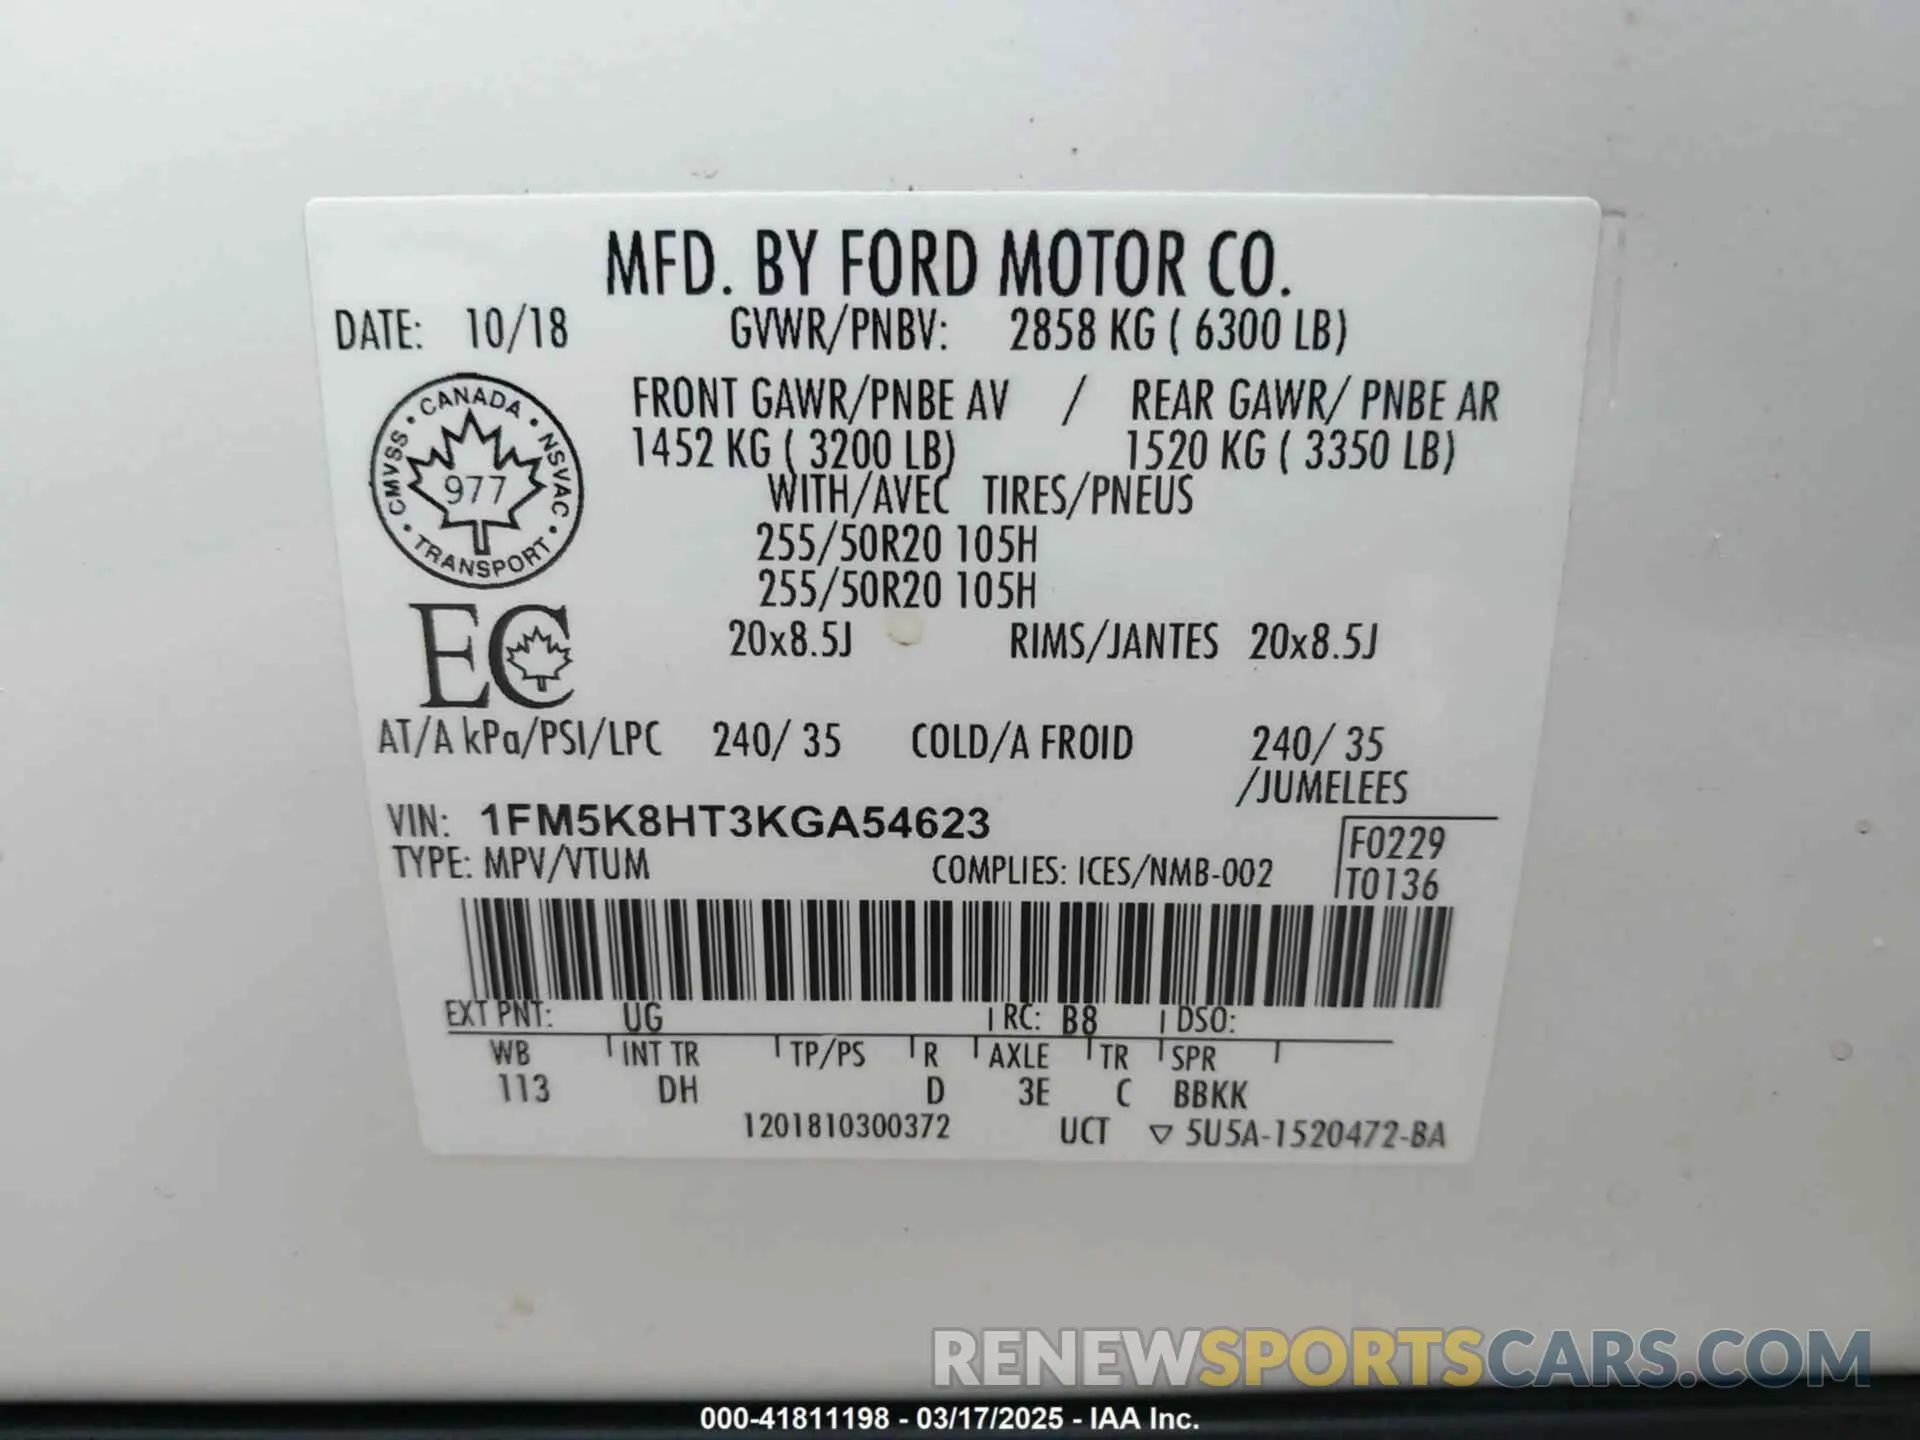 MFD. BY FORD MOTOR CO.
DATE: 10/18 GVWR/PNBV: 2858 KG ( 6300 LB)
FRONT GAWR/PNBE AV / REAR GAWR/ PNBE AR
1452 KG ( 3200 LB) 1520 KG ( 3350 LB)
WITH/AVEC TIRES/PNEUS
255/50R20 105H
255/50R20 105H
20x8.5J RIMS/JANTES 20x8.5J
CANADA • NSVAC • TRANSPORT • CMVSS •
977
EC
AT/A kPa/PSI/LPC 240/ 35 COLD/A FROID 240/ 35
/JUMELEES
VIN: 1FM5K8HT3KGA54623
TYPE: MPV/VTUM COMPLIES: ICES/NMB-002
F0229
T0136
EXT PNT: UG RC: B8 DSO:
WB INT TR TP/PS R AXLE TR SPR
113 DH D 3E C BBKK
1201810300372 UCT ▽ 5U5A-1520472-BA
RENEWSPORTSCARS.COM
000-41811198 - 03/17/2025 - IAA Inc.